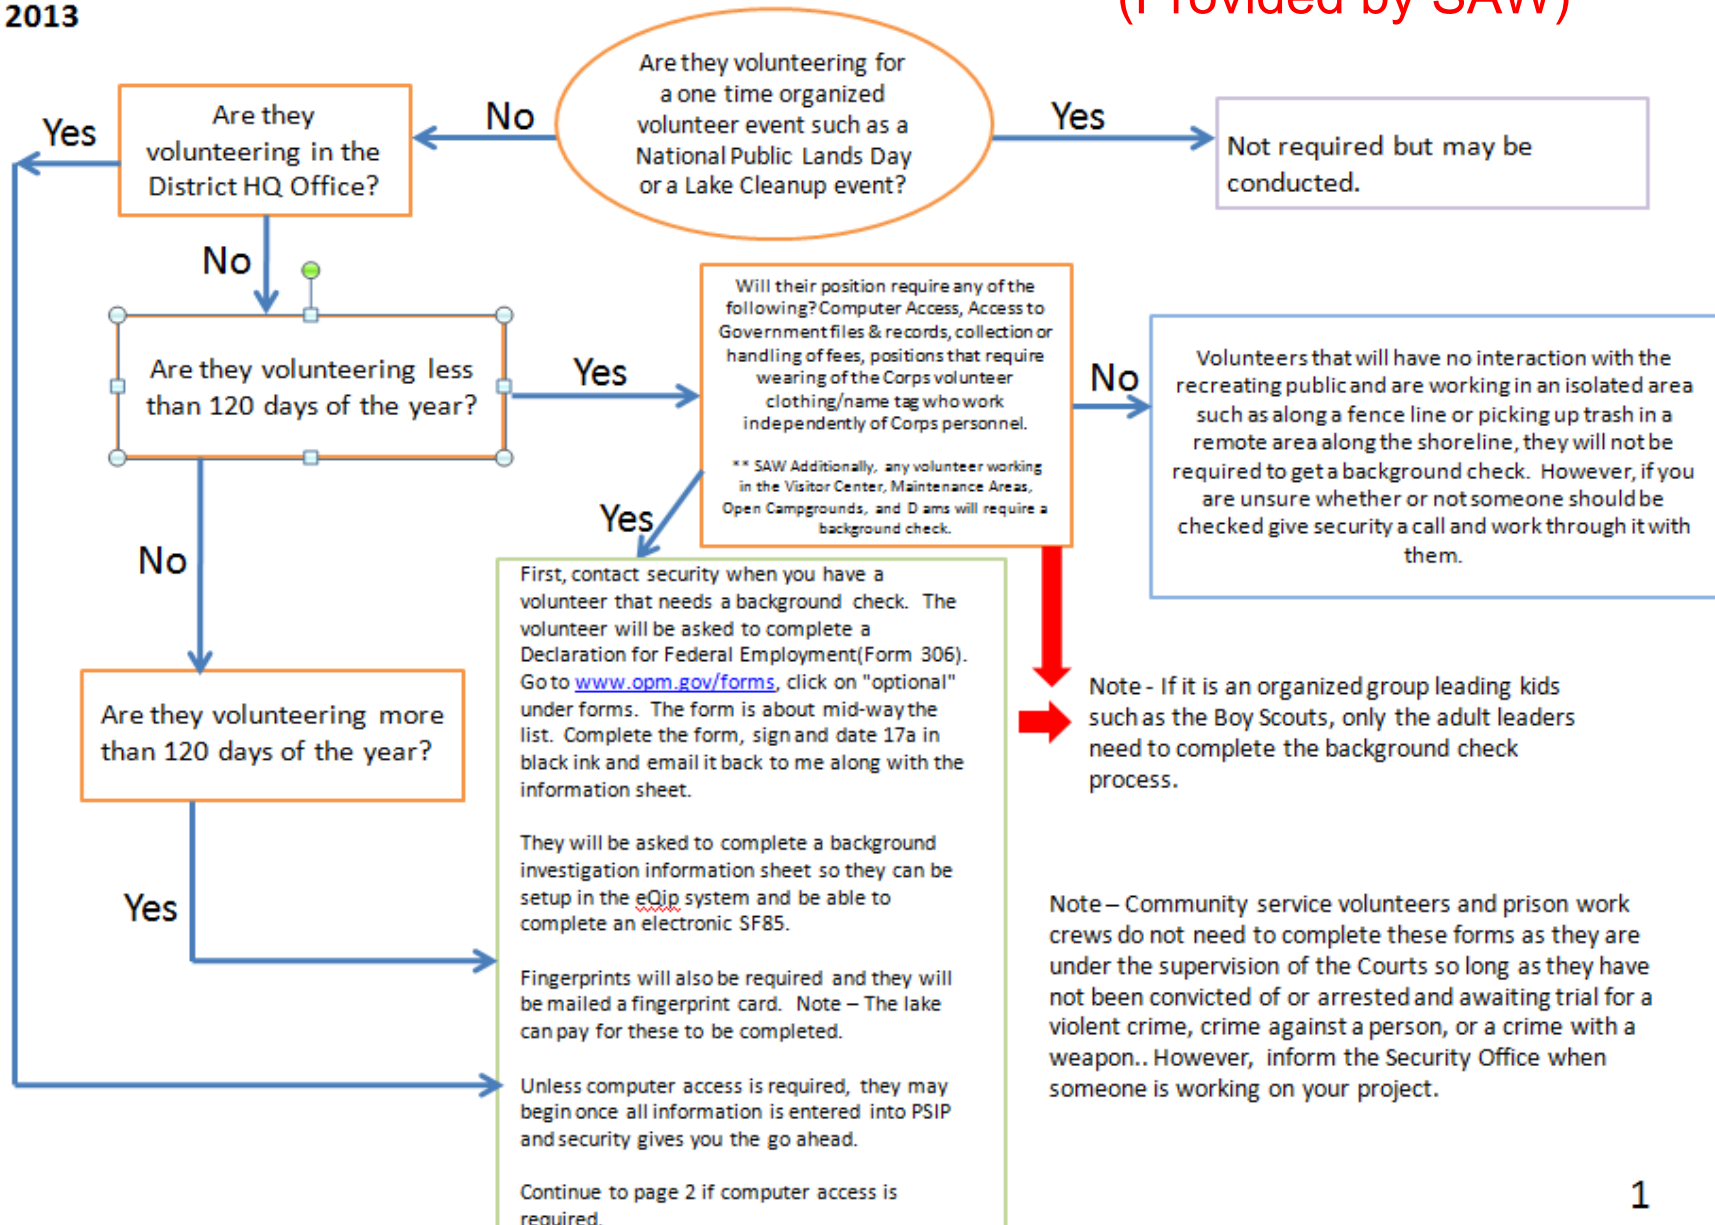 2013
(Provided by SAW)
Are they volunteering for
a one time organized
volunteer event such as a
National Public Lands Day
or a Lake Cleanup event?
No
Yes
Not required but may be
conducted.
Are they
volunteering in the
District HQ Office?
Yes
No
Are they volunteering less
than 120 days of the year?
Yes
Will their position require any of the
following? Computer Access, Access to
Government files & records, collection or
handling of fees, positions that require
wearing of the Corps volunteer
clothing/name tag who work
independently of Corps personnel.
** SAW Additionally, any volunteer working
in the Visitor Center, Maintenance Areas,
Open Campgrounds, and D ams will require a
background check.
No
Volunteers that will have no interaction with the
recreating public and are working in an isolated area
such as along a fence line or picking up trash in a
remote area along the shoreline, they will not be
required to get a background check. However, if you
are unsure whether or not someone should be
checked give security a call and work through it with
them.
Yes
No
Are they volunteering more
than 120 days of the year?
Yes
First, contact security when you have a
volunteer that needs a background check. The
volunteer will be asked to complete a
Declaration for Federal Employment(Form 306).
Go to www.opm.gov/forms, click on "optional"
under forms. The form is about mid-way the
list. Complete the form, sign and date 17a in
black ink and email it back to me along with the
information sheet.
They will be asked to complete a background
investigation information sheet so they can be
setup in the eQip system and be able to
complete an electronic SF85.
Fingerprints will also be required and they will
be mailed a fingerprint card. Note – The lake
can pay for these to be completed.
Unless computer access is required, they may
begin once all information is entered into PSIP
and security gives you the go ahead.
Continue to page 2 if computer access is
required.
Note - If it is an organized group leading kids
such as the Boy Scouts, only the adult leaders
need to complete the background check
process.
Note – Community service volunteers and prison work
crews do not need to complete these forms as they are
under the supervision of the Courts so long as they have
not been convicted of or arrested and awaiting trial for a
violent crime, crime against a person, or a crime with a
weapon.. However, inform the Security Office when
someone is working on your project.
1